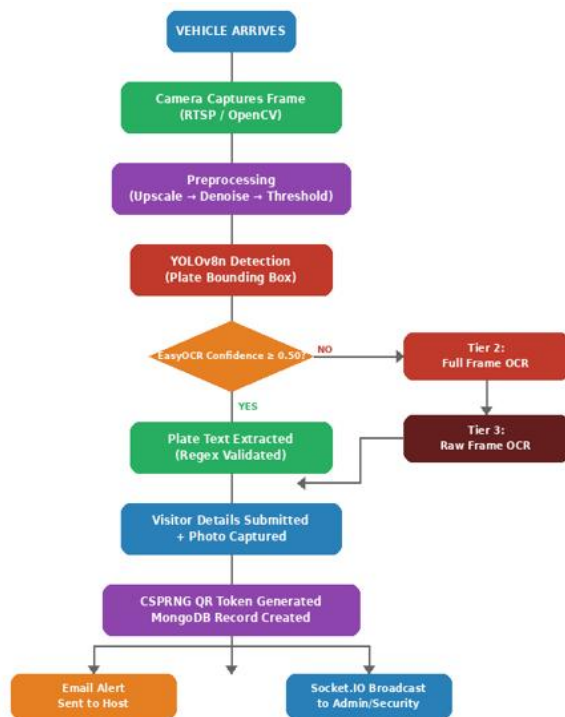 VEHICLE ARRIVES
Camera Captures Frame
(RTSP / OpenCV)
Preprocessing
(Upscale → Denoise → Threshold)
YOLOv8n Detection
(Plate Bounding Box)
EasyOCR Confidence ≥ 0.50?
NO
Tier 2:
Full Frame OCR
YES
Tier 3:
Raw Frame OCR
Plate Text Extracted
(Regex Validated)
Visitor Details Submitted
+ Photo Captured
CSPRNG QR Token Generated
MongoDB Record Created
Email Alert
Sent to Host
Socket.IO Broadcast
to Admin/Security